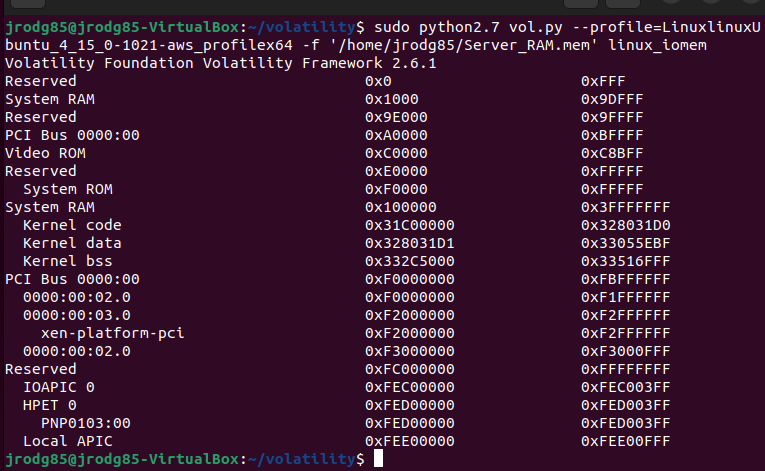 jrodg85@jrodg85-VirtualBox:~/volatility$ sudo python2.7 vol.py --profile=LinuxlinuxU
buntu_4_15_0-1021-aws_profilex64 -f '/home/jrodg85/Server_RAM.mem' linux_iomem
Volatility Foundation Volatility Framework 2.6.1
Reserved 0x0 0xFFF
System RAM 0x1000 0x9DFFF
Reserved 0x9E000 0x9FFFF
PCI Bus 0000:00 0xA0000 0xBFFFF
Video ROM 0xC0000 0xC8BFF
Reserved 0xE0000 0xFFFFF
  System ROM 0xF0000 0xFFFFF
System RAM 0x100000 0x3FFFFFFF
  Kernel code 0x31C00000 0x328031D0
  Kernel data 0x328031D1 0x33055EBF
  Kernel bss 0x332C5000 0x33516FFF
PCI Bus 0000:00 0xF0000000 0xFBFFFFFF
  0000:00:02.0 0xF0000000 0xF1FFFFFF
  0000:00:03.0 0xF2000000 0xF2FFFFFF
    xen-platform-pci 0xF2000000 0xF2FFFFFF
  0000:00:02.0 0xF3000000 0xF3000FFF
Reserved 0xFC000000 0xFFFFFFFF
  IOAPIC 0 0xFEC00000 0xFEC003FF
  HPET 0 0xFED00000 0xFED003FF
    PNP0103:00 0xFED00000 0xFED003FF
  Local APIC 0xFEE00000 0xFEE00FFF
jrodg85@jrodg85-VirtualBox:~/volatility$